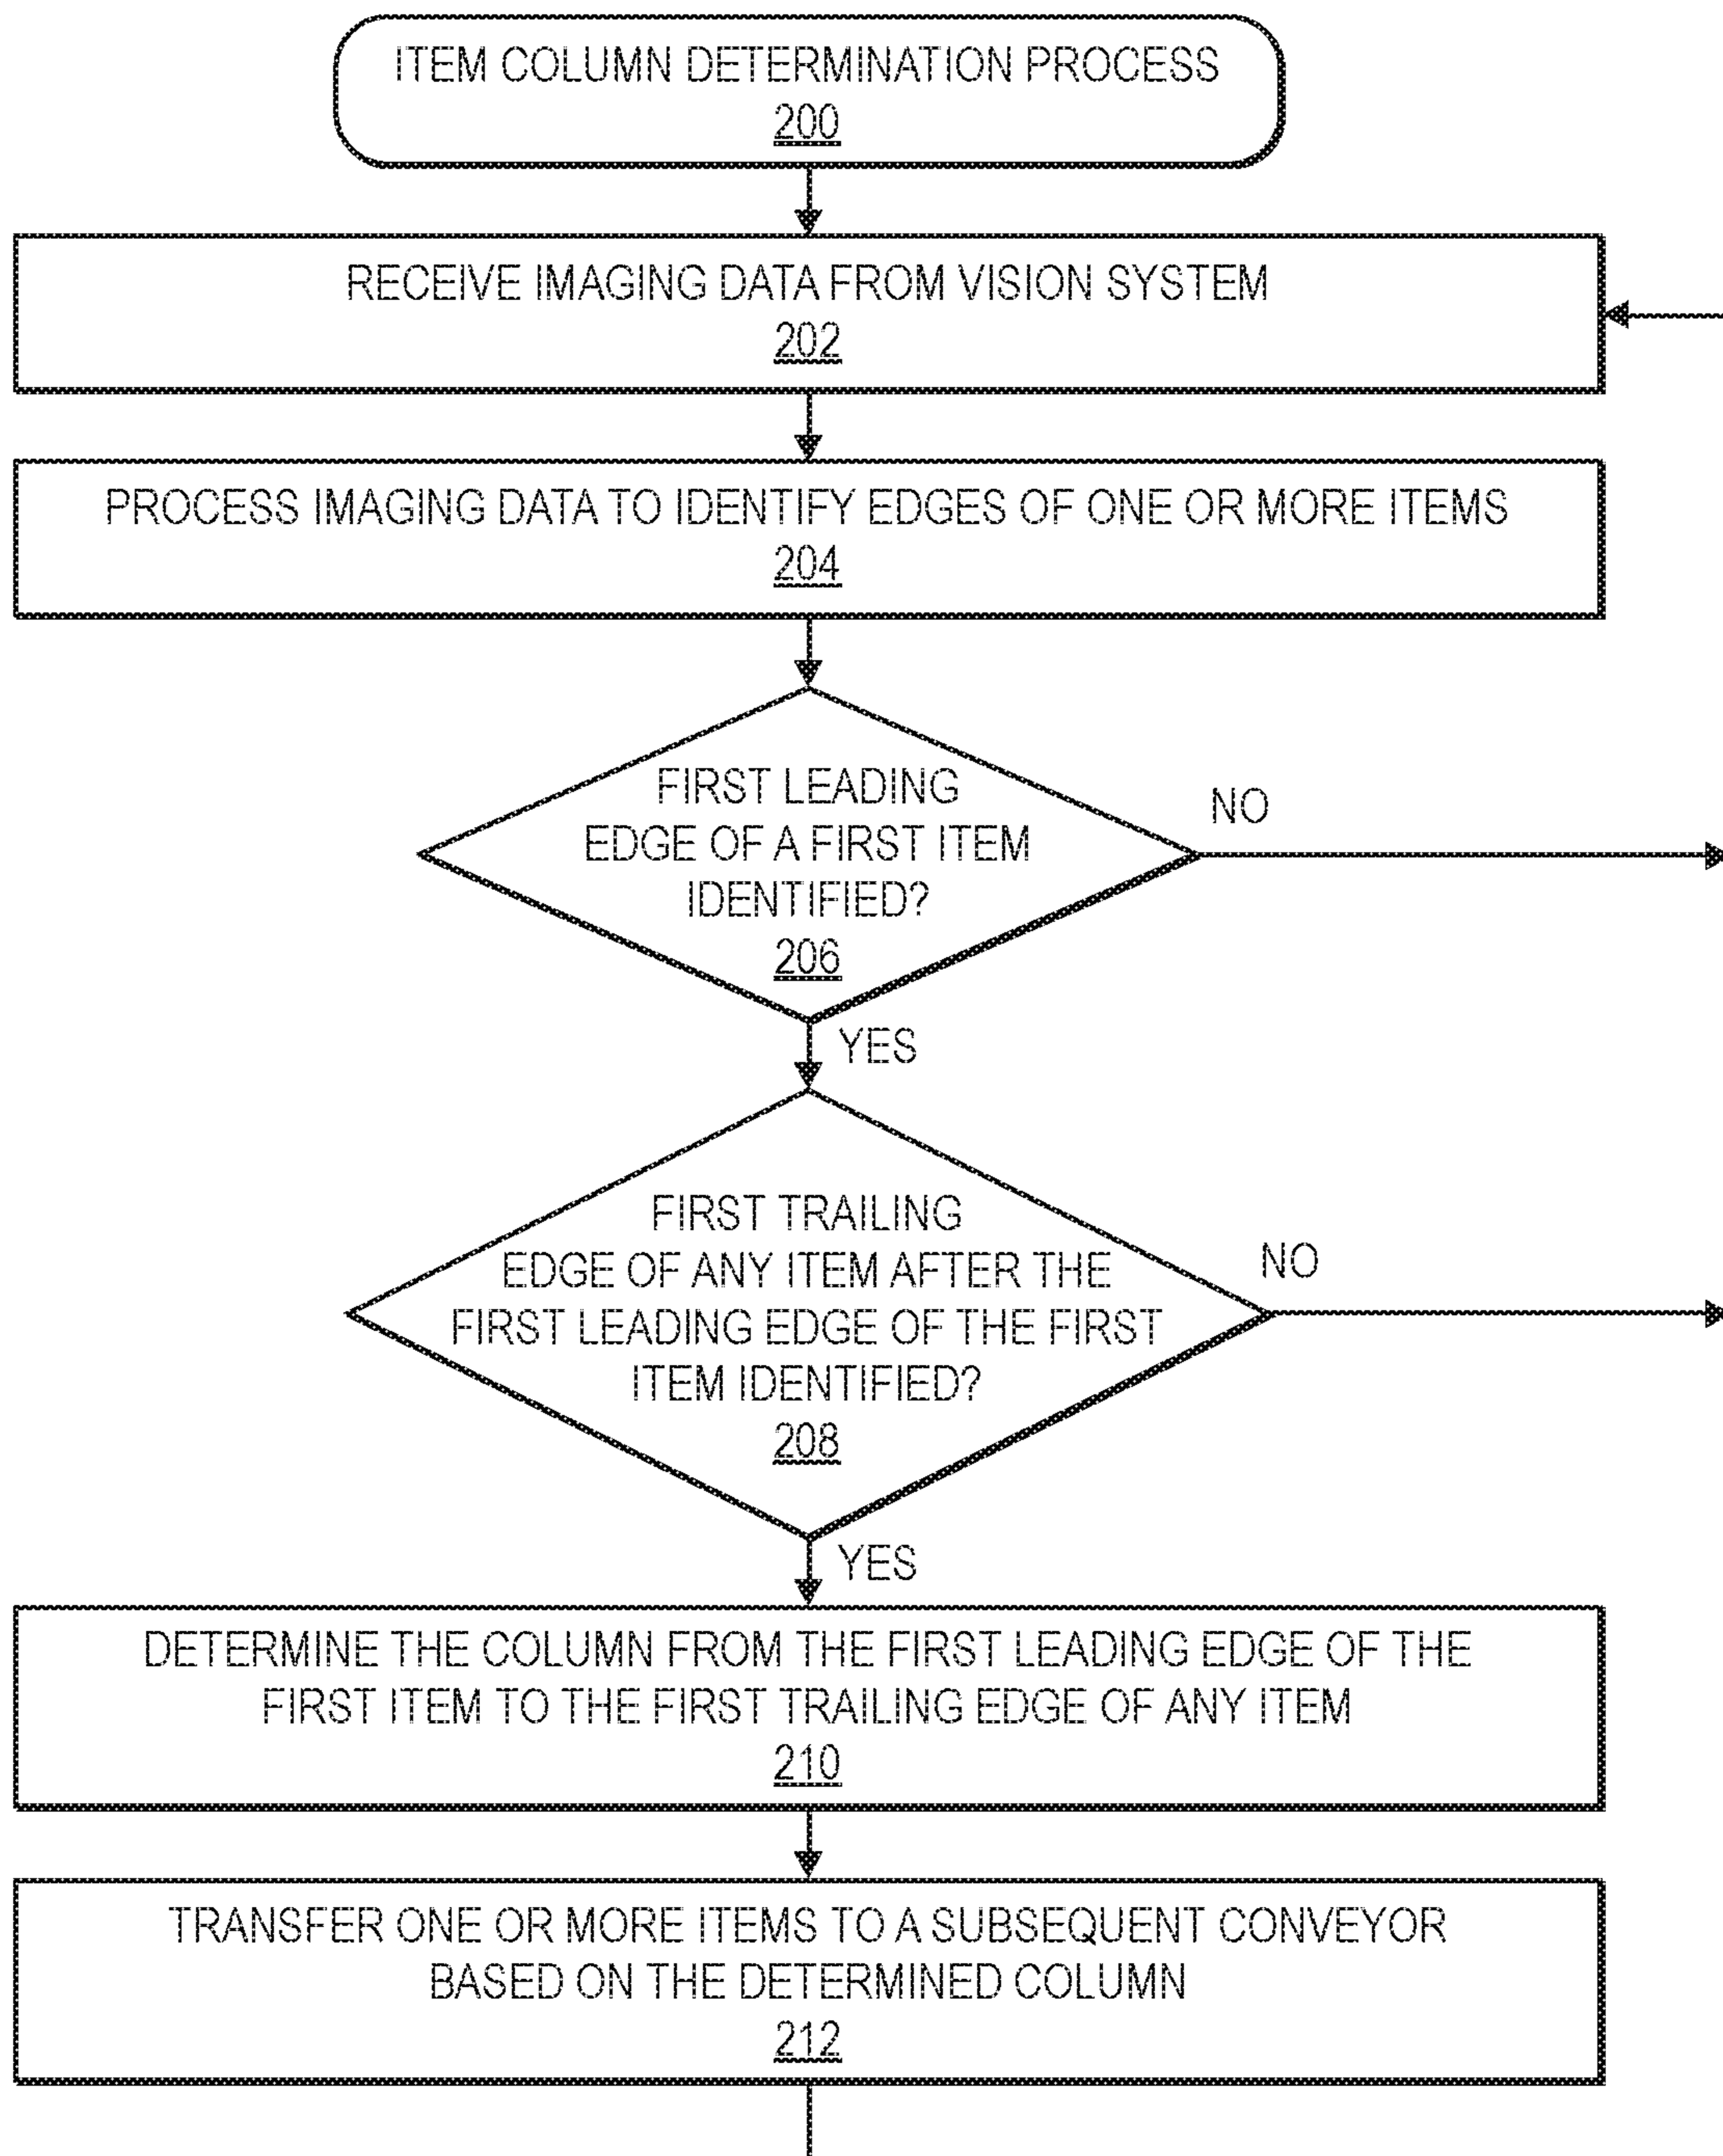 ITEM COLUMN DETERMINATION PROCESS
200
RECEIVE IMAGING DATA FROM VISION SYSTEM
202
PROCESS IMAGING DATA TO IDENTIFY EDGES OF ONE OR MORE ITEMS
204
FIRST LEADING
EDGE OF A FIRST ITEM
IDENTIFIED?
206
NO
YES
FIRST TRAILING
EDGE OF ANY ITEM AFTER THE
FIRST LEADING EDGE OF THE FIRST
ITEM IDENTIFIED?
208
NO
YES
DETERMINE THE COLUMN FROM THE FIRST LEADING EDGE OF THE
FIRST ITEM TO THE FIRST TRAILING EDGE OF ANY ITEM
210
TRANSFER ONE OR MORE ITEMS TO A SUBSEQUENT CONVEYOR
BASED ON THE DETERMINED COLUMN
212